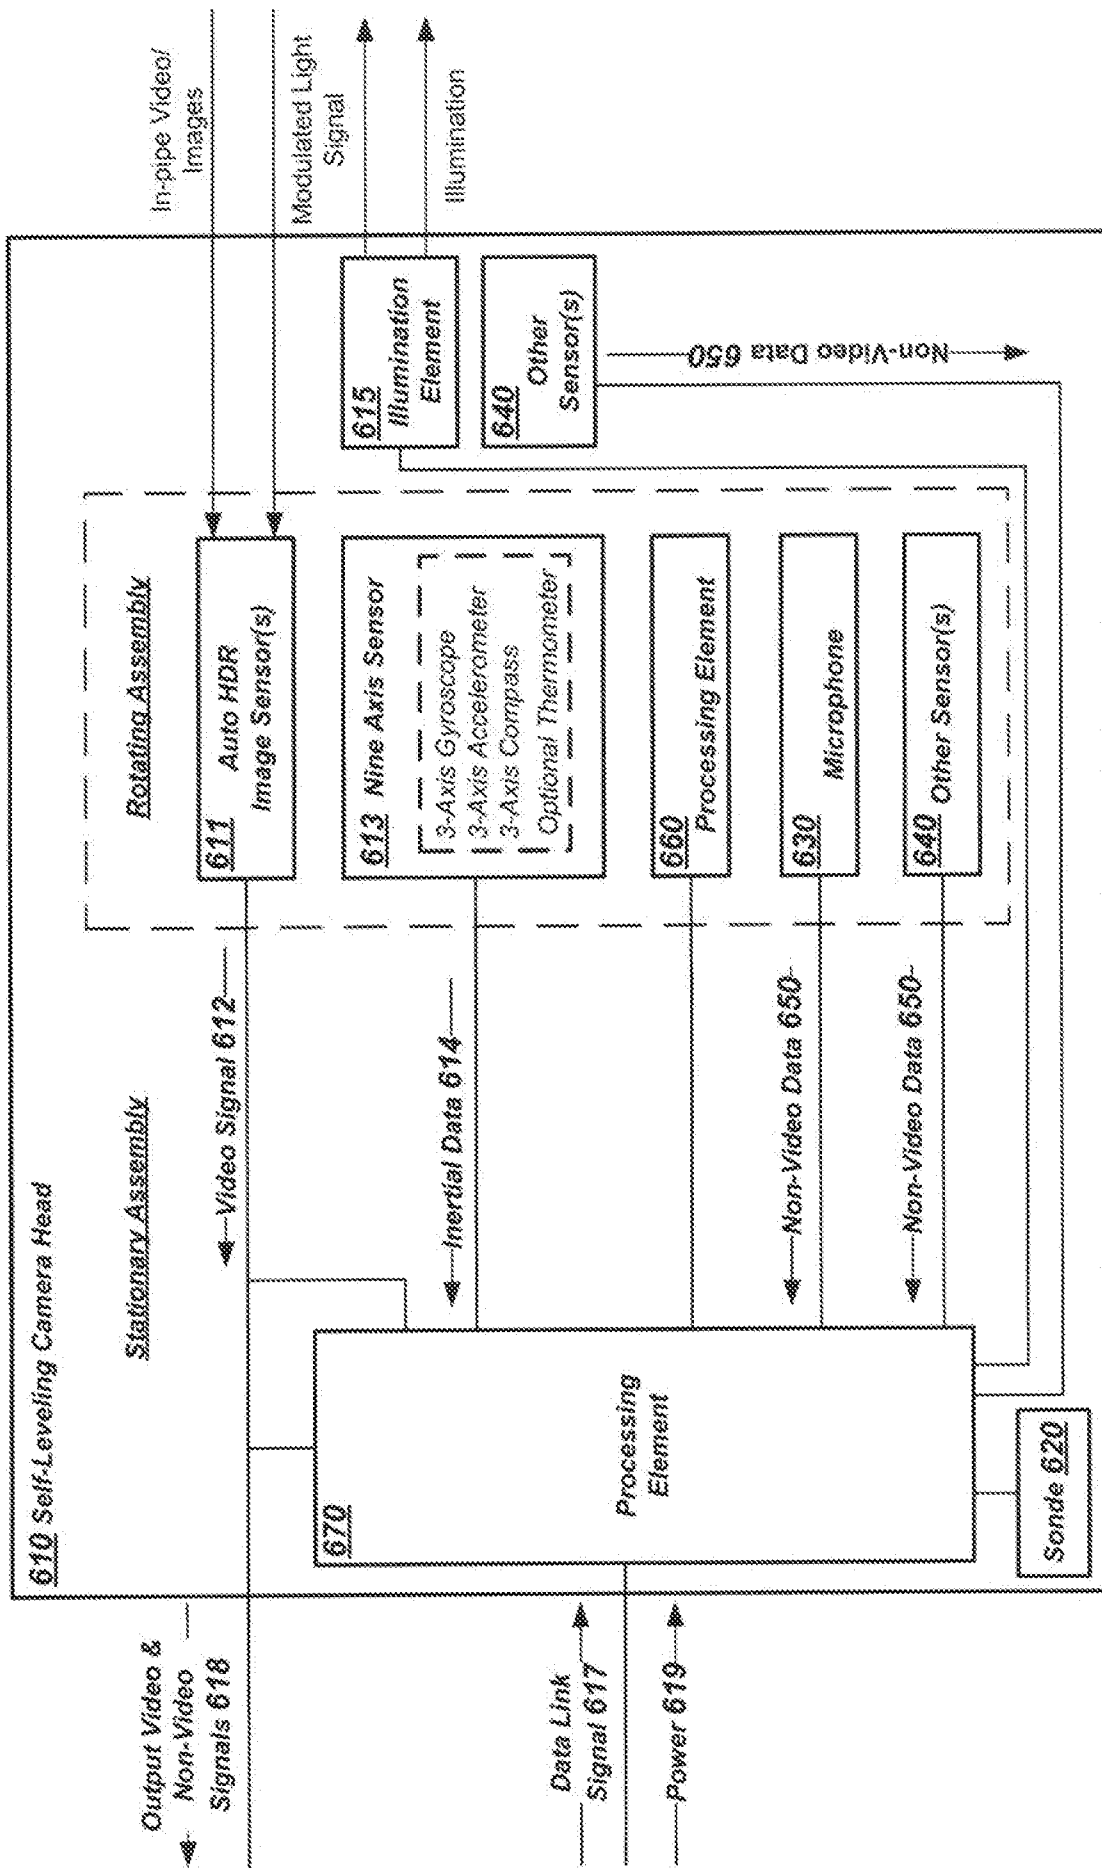 610 Self-Leveling Camera Head
Output Video &
Non-Video
Signals 618
Data Link
Signal 617
Power 619
Stationary Assembly
Video Signal 612
Inertial Data 614
Non-Video Data 650
Non-Video Data 650
670
Processing
Element
Sonde 620
Rotating Assembly
611
Auto HDR
Image Sensor(s)
613 Nine Axis Sensor
3-Axis Gyroscope
3-Axis Accelerometer
3-Axis Compass
Optional Thermometer
660
Processing Element
630
Microphone
640
Other Sensor(s)
615
Illumination
Element
640
Other
Sensor(s)
Non-Video Data 650
In-pipe Video/
Images
Modulated Light
Signal
Illumination